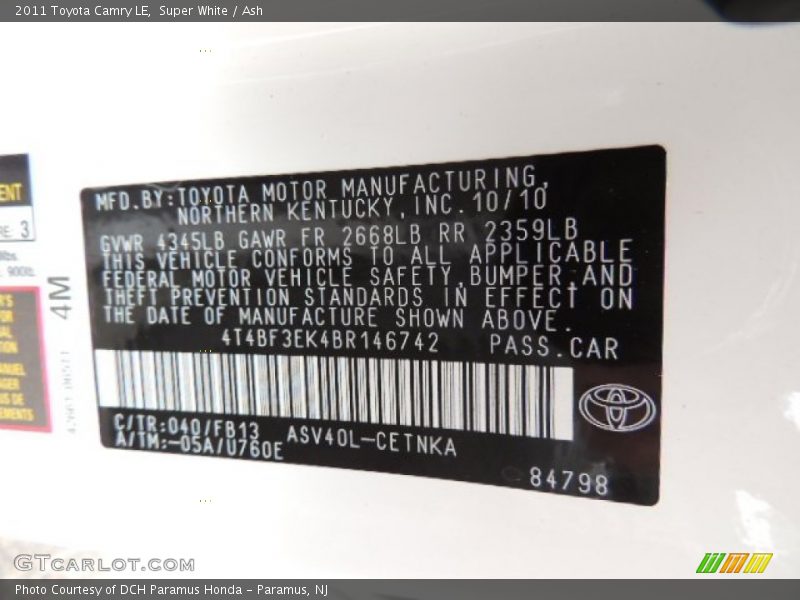 2011 Toyota Camry LE, Super White / Ash
MFD.BY:TOYOTA MOTOR MANUFACTURING,
NORTHERN KENTUCKY,INC.10/10
GVWR 4345LB GAWR FR 2668LB RR 2359LB
THIS VEHICLE CONFORMS TO ALL APPLICABLE
FEDERAL MOTOR VEHICLE SAFETY,BUMPER,AND
THEFT PREVENTION STANDARDS IN EFFECT ON
THE DATE OF MANUFACTURE SHOWN ABOVE.
4T4BF3EK4BR146742 PASS.CAR
C/TR:040/FB13 ASV40L-CETNKA
A/TM:-05A/U760E
84798
4M
ENT
RE: 3
GTCARLOT.COM
Photo Courtesy of DCH Paramus Honda - Paramus, NJ